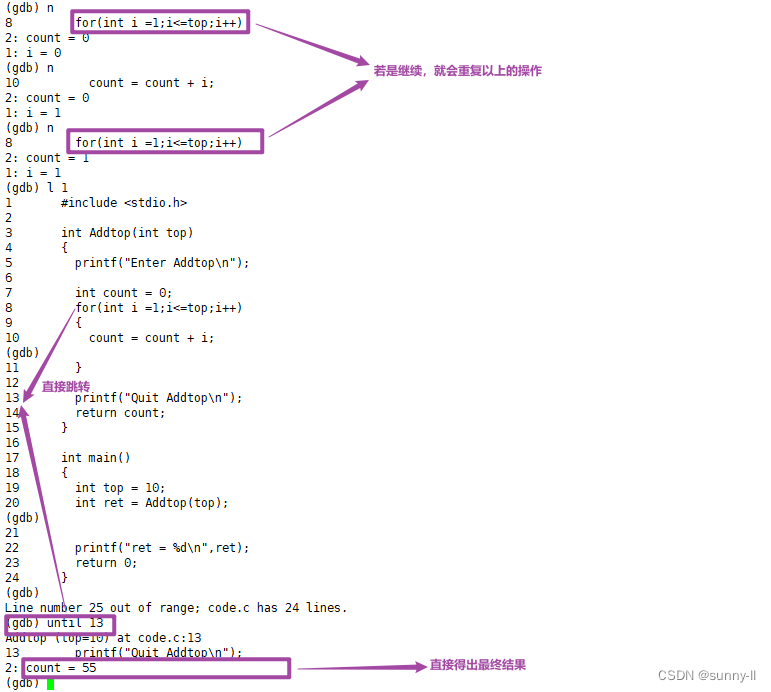 (gdb) n
8         for(int i =1;i<=top;i++)
2: count = 0
1: i = 0
(gdb) n
10          count = count + i;
2: count = 0
1: i = 1
若是继续，就会重复以上的操作
(gdb) n
8         for(int i =1;i<=top;i++)
2: count = 1
1: i = 1
(gdb) l 1
1       #include <stdio.h>
2
3       int Addtop(int top)
4       {
5         printf("Enter Addtop\n");
6
7         int count = 0;
8         for(int i =1;i<=top;i++)
9         {
10          count = count + i;
(gdb)
11        }
12
直接跳转
13        printf("Quit Addtop\n");
14        return count;
15      }
16
17      int main()
18      {
19        int top = 10;
20        int ret = Addtop(top);
(gdb)
21
22        printf("ret = %d\n",ret);
23        return 0;
24      }
(gdb)
Line number 25 out of range; code.c has 24 lines.
(gdb) until 13
Addtop (top=10) at code.c:13
13        printf("Quit Addtop\n");
2: count = 55
直接得出最终结果
(gdb)
CSDN @sunny-ll